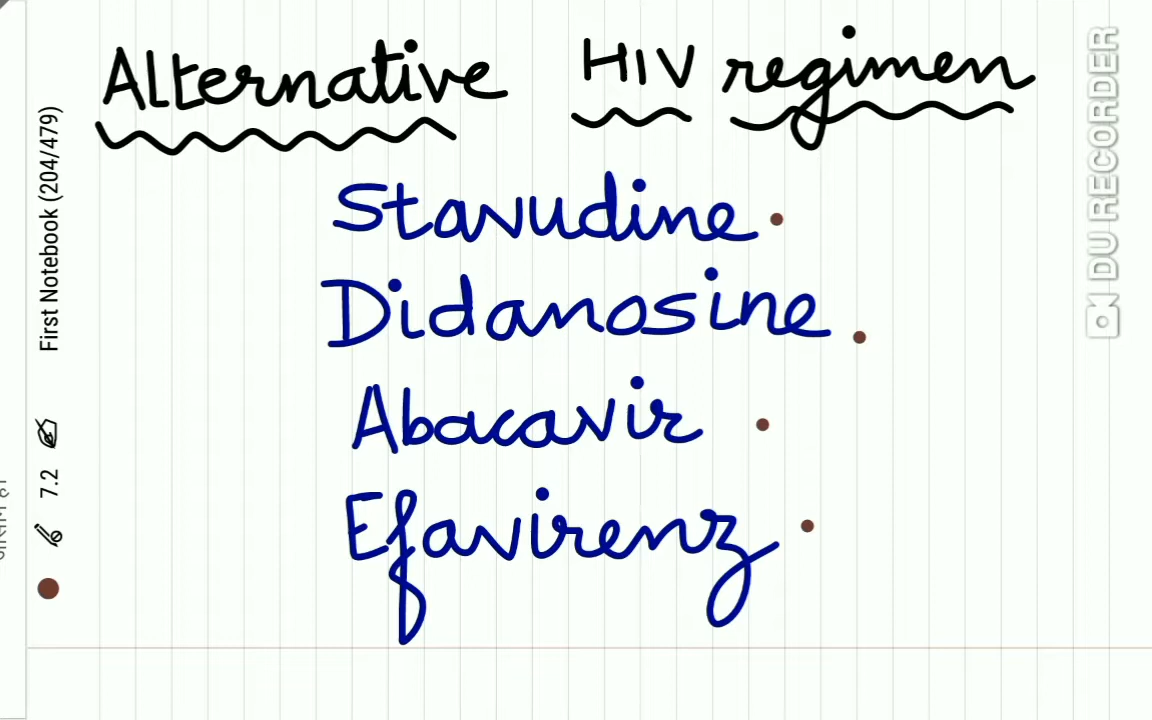 Alternative HIV regimen
Stavudine.
Didanosine.
Abacavir .
Efavirenz .
First Notebook (204/479)
7.2
DU RECORDER